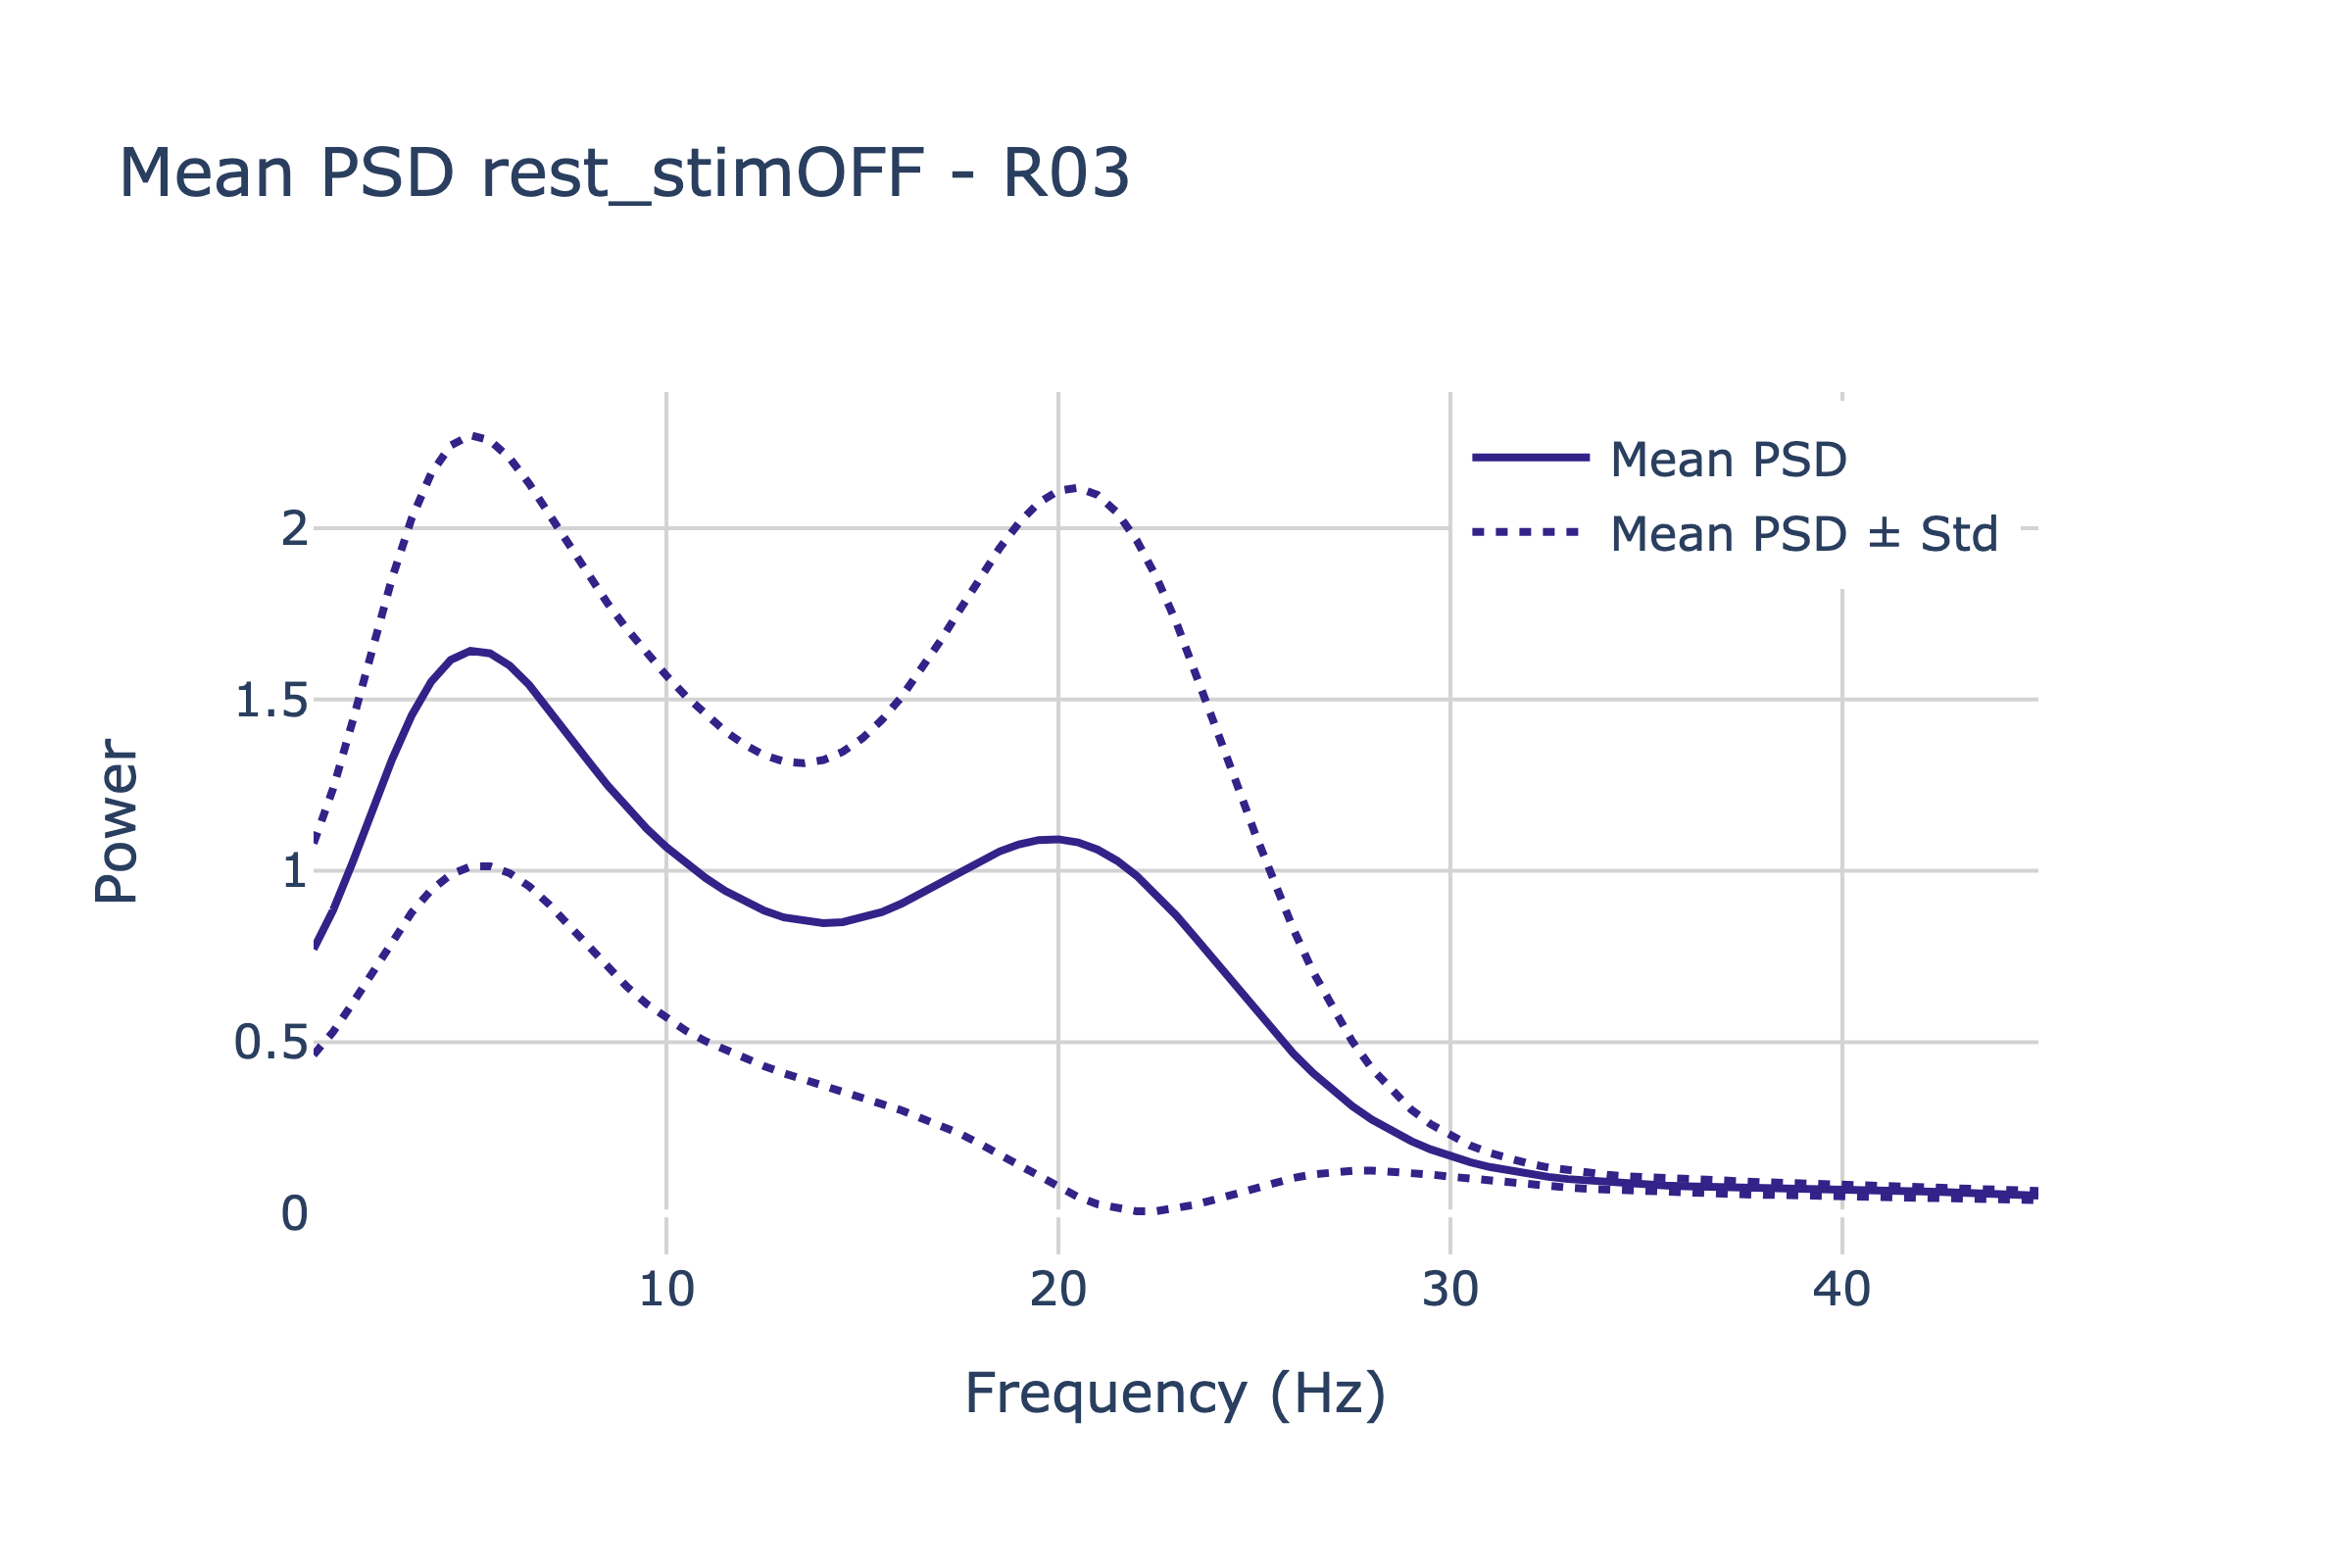 Mean PSD rest_stimOFF - R03
Mean PSD
Mean PSD ± Std
2
1.5
1
0.5
0
Power
10 20 30 40
Frequency (Hz)